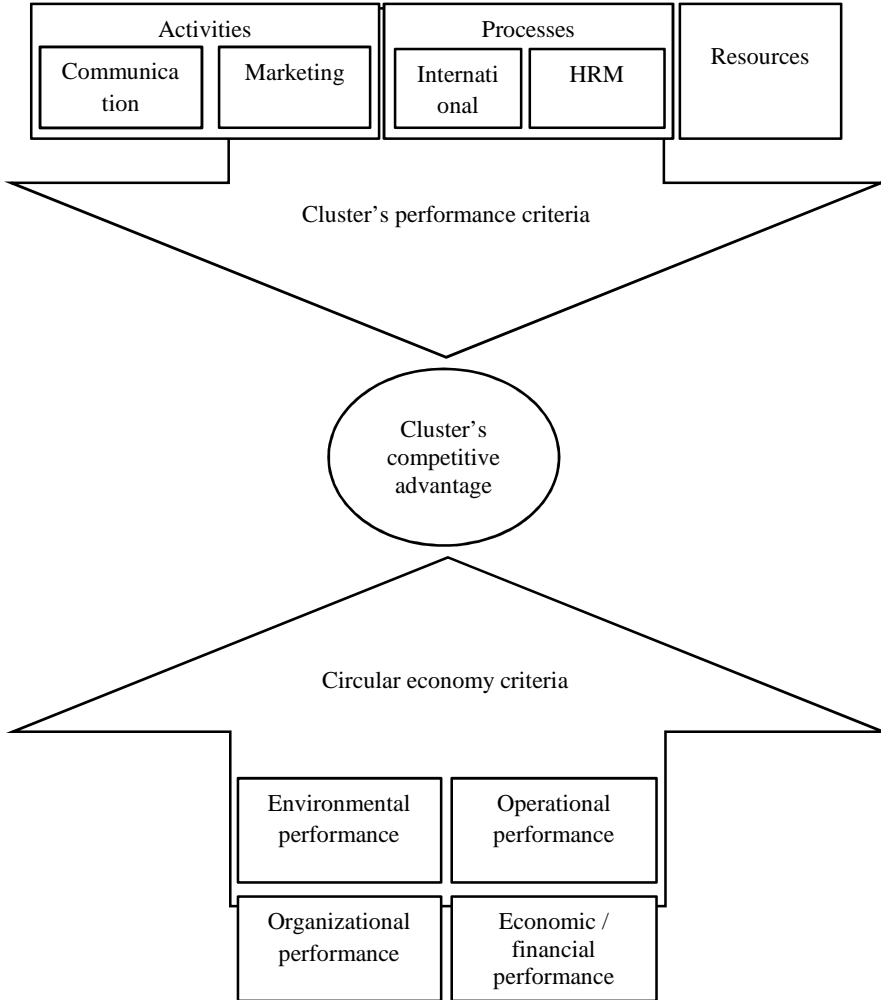 Activities
Processes
Resources
Communica
tion
Marketing
Internati
onal
HRM
Cluster's performance criteria
Cluster's
competitive
advantage
Circular economy criteria
Environmental
performance
Operational
performance
Organizational
performance
Economic /
financial
performance